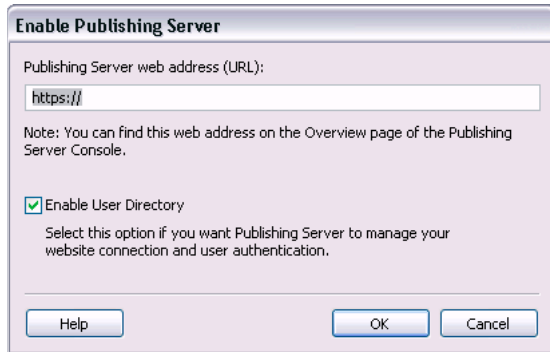 Enable Publishing Server
Publishing Server web address (URL):
https://
Note: You can find this web address on the Overview page of the Publishing
Server Console.
Enable User Directory
Select this option if you want Publishing Server to manage your
website connection and user authentication.
Help
OK
Cancel